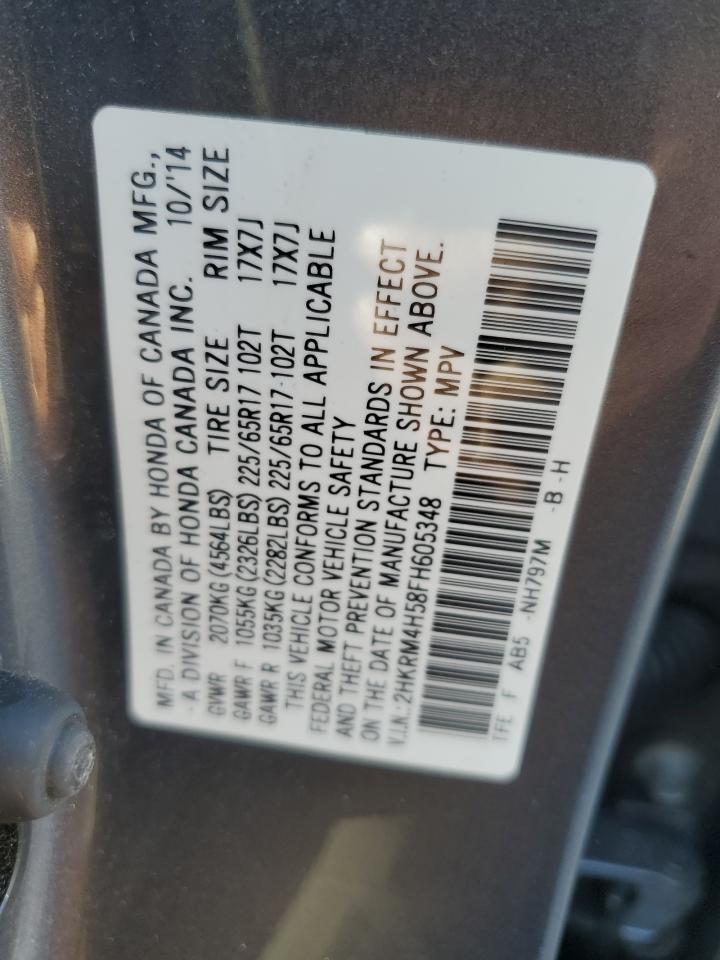 MFD. IN CANADA BY HONDA OF CANADA MFG.,
-A DIVISION OF HONDA CANADA INC. 10/'14
GVWR 2070KG (4564LBS) TIRE SIZE RIM SIZE
GAWR F 1055KG (2326LBS) 225/65R17 102T 17X7J
GAWR R 1035KG (2282LBS) 225/65R17 102T 17X7J
THIS VEHICLE CONFORMS TO ALL APPLICABLE
FEDERAL MOTOR VEHICLE SAFETY
AND THEFT PREVENTION STANDARDS IN EFFECT
ON THE DATE OF MANUFACTURE SHOWN ABOVE.
V.I.N.:2HKRM4H58FH605348 TYPE: MPV
TFE F AB5 -NH797M -B -H